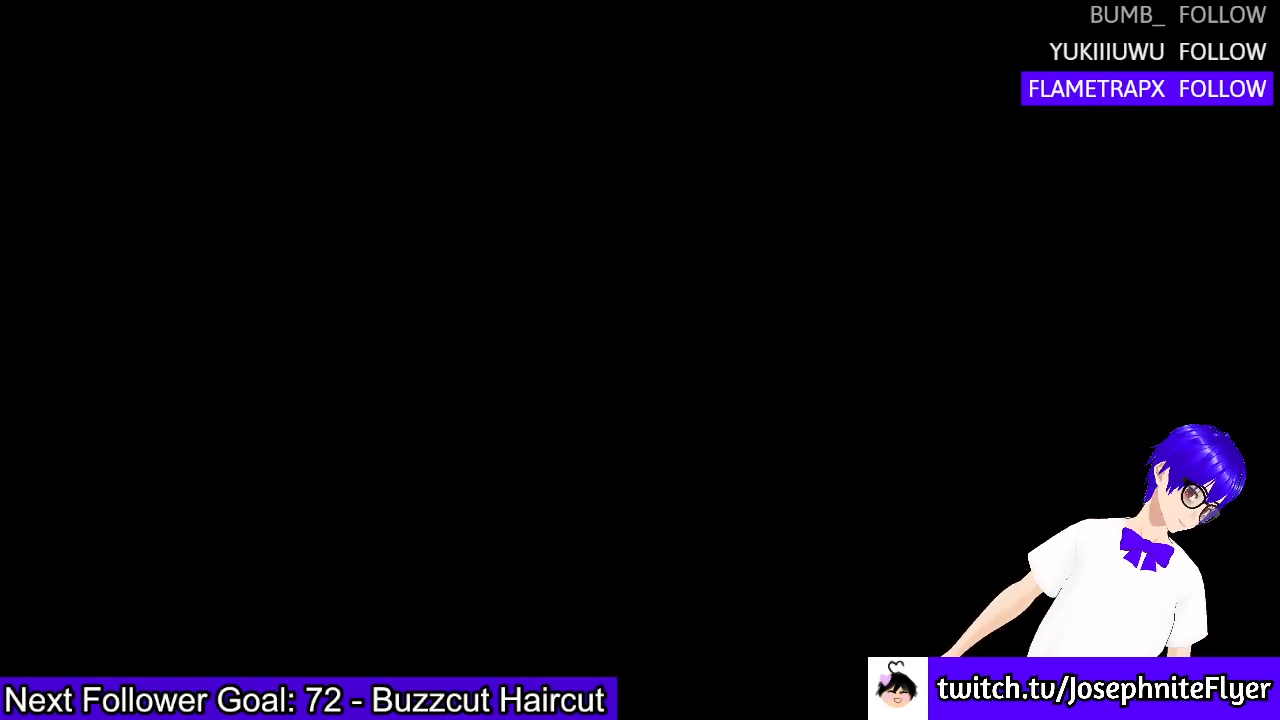 BUMB_ FOLLOW
YUKIIIUWU FOLLOW
FLAMETRAPX FOLLOW
Next Follower Goal: 72 - Buzzcut Haircut
twitch.tv/JosephniteFlyer